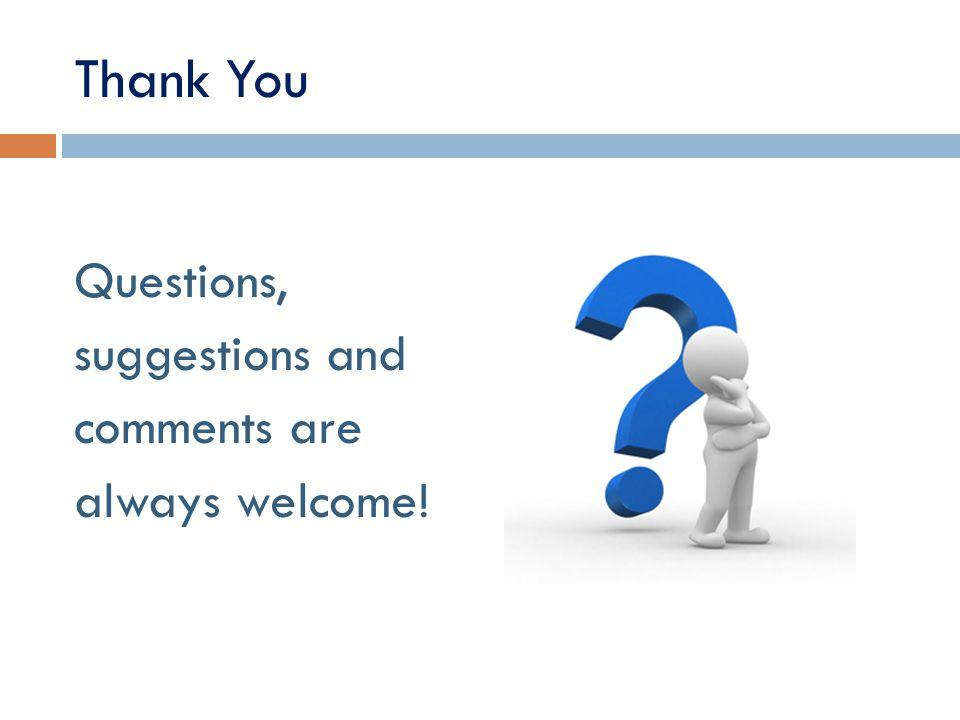 Thank You
Questions,
suggestions and
comments are
always welcome!